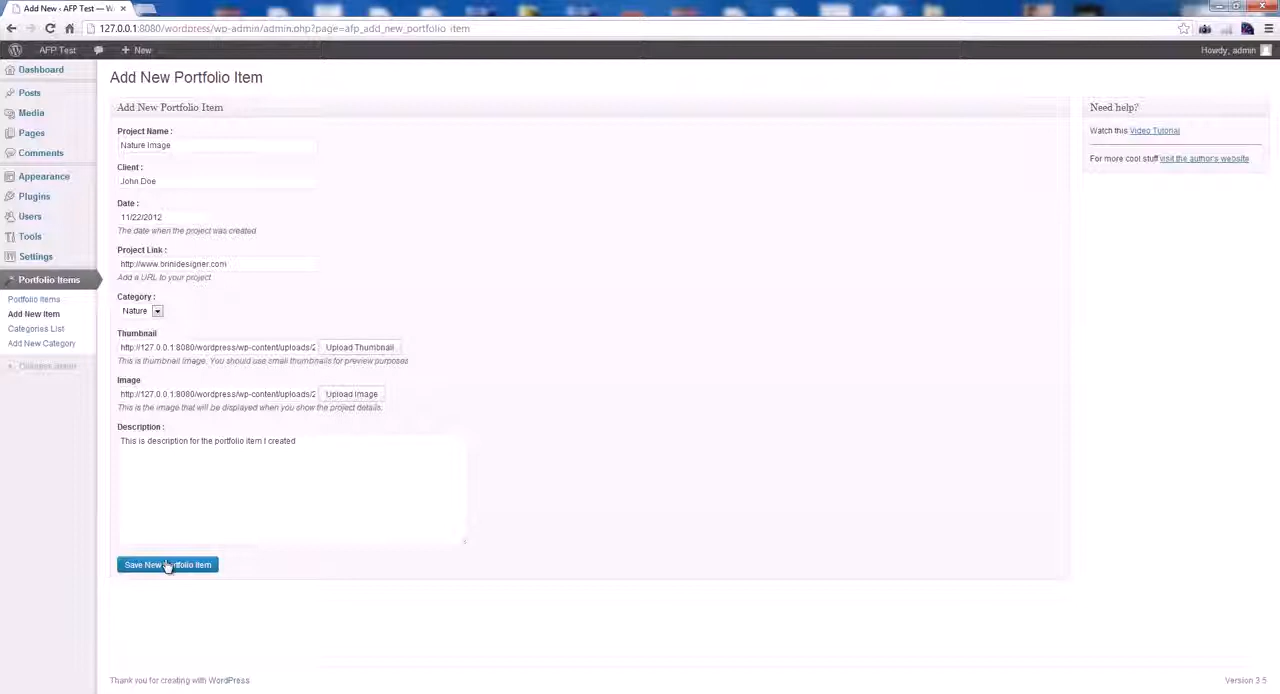 Add New ‹ AFP Test — W
127.0.0.1:8080/wordpress/wp-admin/admin.php?page=afp_add_new_portfolio_item
AFP Test
+ New
Howdy, admin
Dashboard
Posts
Media
Pages
Comments
Appearance
Plugins
Users
Tools
Settings
Portfolio Items
Portfolio Items
Add New Item
Categories List
Add New Category
Collapse menu
Add New Portfolio Item
Add New Portfolio Item
Project Name :
Nature Image
Client :
John Doe
Date :
11/22/2012
The date when the project was created
Project Link :
http://www.brinidesigner.com
Add a URL to your project
Category :
Nature
Thumbnail
http://127.0.0.1:8080/wordpress/wp-content/uploads/2 Upload Thumbnail
This is thumbnail image. You should use small thumbnails for preview purposes
Image
http://127.0.0.1:8080/wordpress/wp-content/uploads/2 Upload Image
This is the image that will be displayed when you show the project details.
Description :
This is description for the portfolio item I created
Save New Portfolio Item
Need help?
Watch this Video Tutorial
For more cool stuff visit the author's website
Thank you for creating with WordPress
Version 3.5